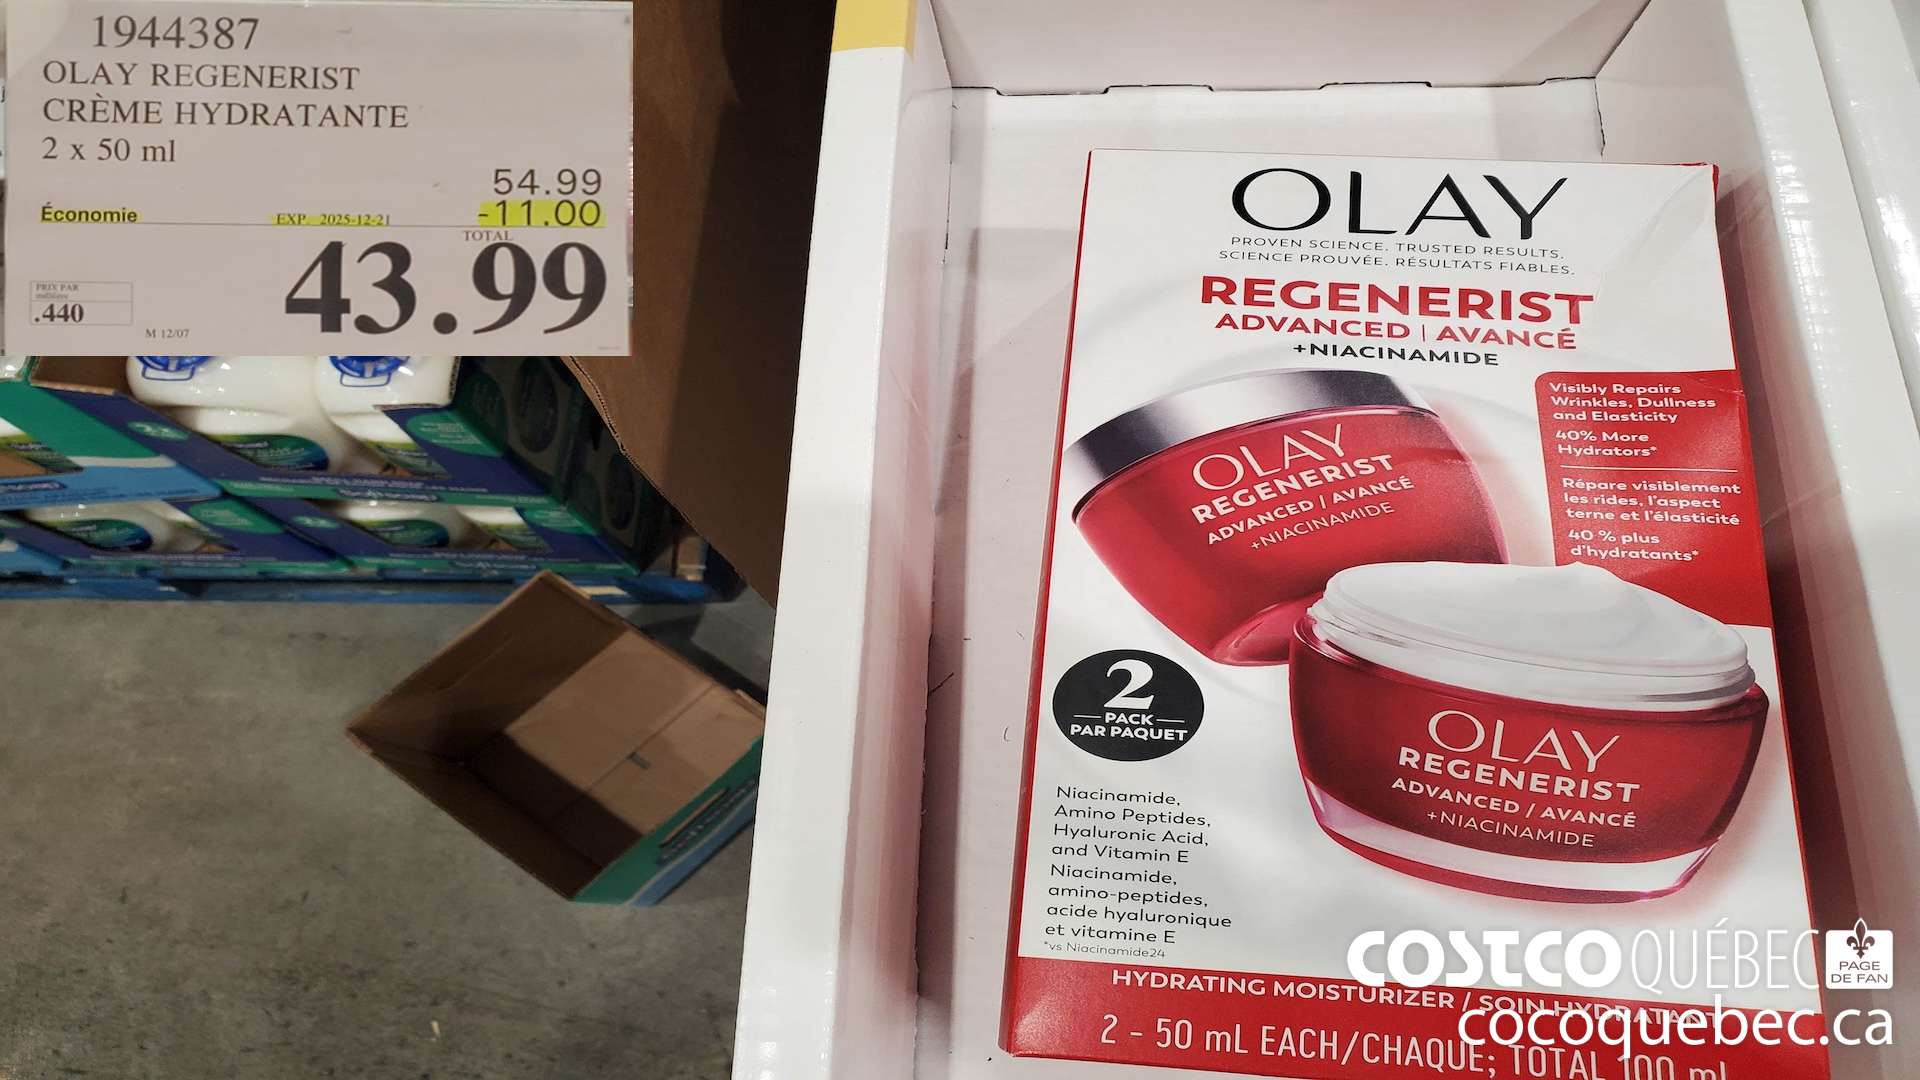 1944387
OLAY REGENERIST
CRÈME HYDRATANTE
2 x 50 ml
54.99
Économie EXP. 2025-12-21 -11.00
TOTAL
43.99
PRIX PAR
millilitre
.440
M 12/07
OLAY
PROVEN SCIENCE. TRUSTED RESULTS.
SCIENCE PROUVÉE. RÉSULTATS FIABLES.
REGENERIST
ADVANCED | AVANCÉ
+NIACINAMIDE
Visibly Repairs
Wrinkles, Dullness
and Elasticity
40% More
Hydrators*
Répare visiblement
les rides, l'aspect
terne et l'élasticité
40 % plus
d'hydratants*
OLAY
REGENERIST
ADVANCED / AVANCÉ
+NIACINAMIDE
2
PACK
PAR PAQUET
OLAY
REGENERIST
ADVANCED / AVANCÉ
+NIACINAMIDE
Niacinamide,
Amino Peptides,
Hyaluronic Acid,
and Vitamin E
Niacinamide,
amino-peptides,
acide hyaluronique
et vitamine E
*vs Niacinamide24
HYDRATING MOISTURIZER / SOIN HYDRATANT
2 - 50 mL EACH/CHAQUE; TOTAL 100 mL
COSTCO QUÉBEC
PAGE
DE FAN
cocoquebec.ca